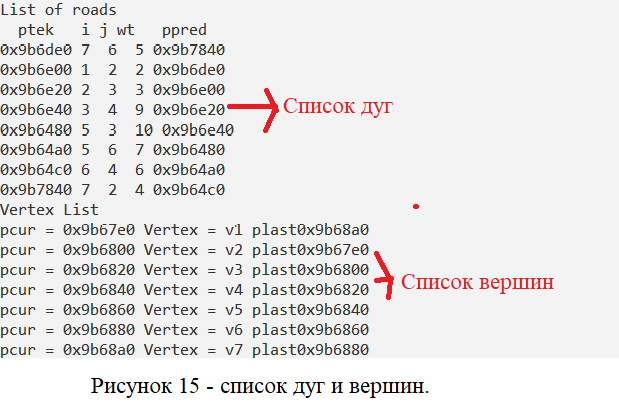 List of roads
ptek i j wt ppred
0x9b6de0 7 6 5 0x9b7840
0x9b6e00 1 2 2 0x9b6de0
0x9b6e20 2 3 3 0x9b6e00
0x9b6e40 3 4 9 0x9b6e20
Список дуг
0x9b6480 5 3 10 0x9b6e40
0x9b64a0 5 6 7 0x9b6480
0x9b64c0 6 4 6 0x9b64a0
0x9b7840 7 2 4 0x9b64c0
Vertex List
pcur = 0x9b67e0 Vertex = v1 plast0x9b68a0
pcur = 0x9b6800 Vertex = v2 plast0x9b67e0
pcur = 0x9b6820 Vertex = v3 plast0x9b6800
Список вершин
pcur = 0x9b6840 Vertex = v4 plast0x9b6820
pcur = 0x9b6860 Vertex = v5 plast0x9b6840
pcur = 0x9b6880 Vertex = v6 plast0x9b6860
pcur = 0x9b68a0 Vertex = v7 plast0x9b6880
Рисунок 15 - список дуг и вершин.